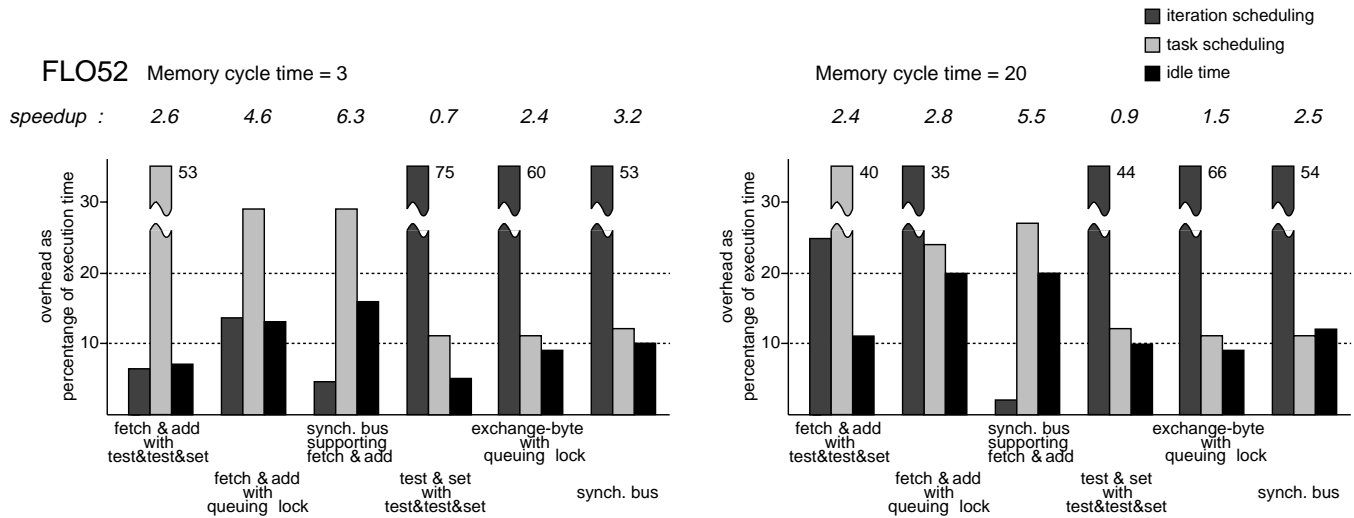 iteration scheduling
task scheduling
idle time
FLO52 Memory cycle time = 3
Memory cycle time = 20
speedup : 2.6 4.6 6.3 0.7 2.4 3.2
2.4 2.8 5.5 0.9 1.5 2.5
overhead as
percentange of execution time
30
20
10
53
75
60
53
fetch & add
with
test&test&set
fetch & add
with
queuing lock
synch. bus
supporting
fetch & add
test & set
with
test&test&set
exchange-byte
with
queuing lock
synch. bus
overhead as
percentange of execution time
30
20
10
40
35
44
66
54
fetch & add
with
test&test&set
fetch & add
with
queuing lock
synch. bus
supporting
fetch & add
test & set
with
test&test&set
exchange-byte
with
queuing lock
synch. bus